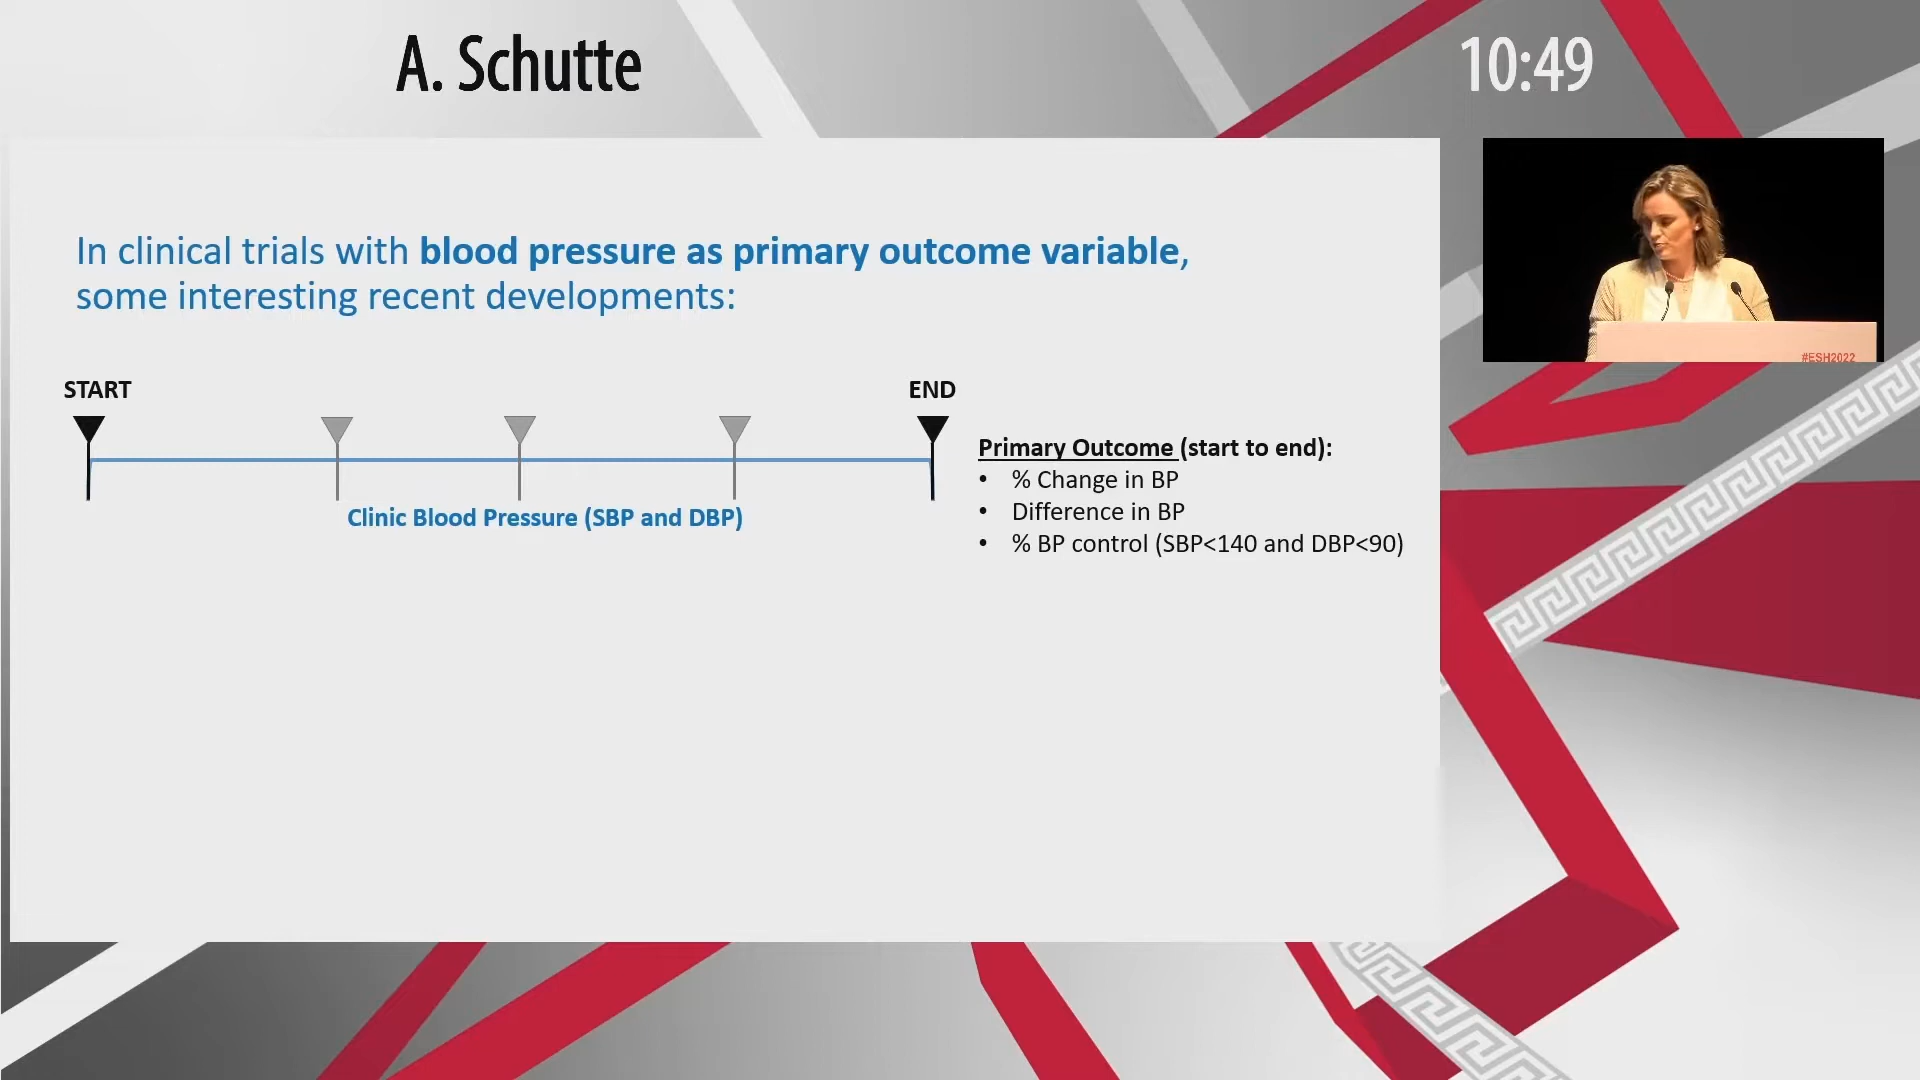 A. Schutte
10:49
In clinical trials with blood pressure as primary outcome variable,
some interesting recent developments:
START
END
Primary Outcome (start to end):
• % Change in BP
• Difference in BP
• % BP control (SBP<140 and DBP<90)
Clinic Blood Pressure (SBP and DBP)
#ESH2022